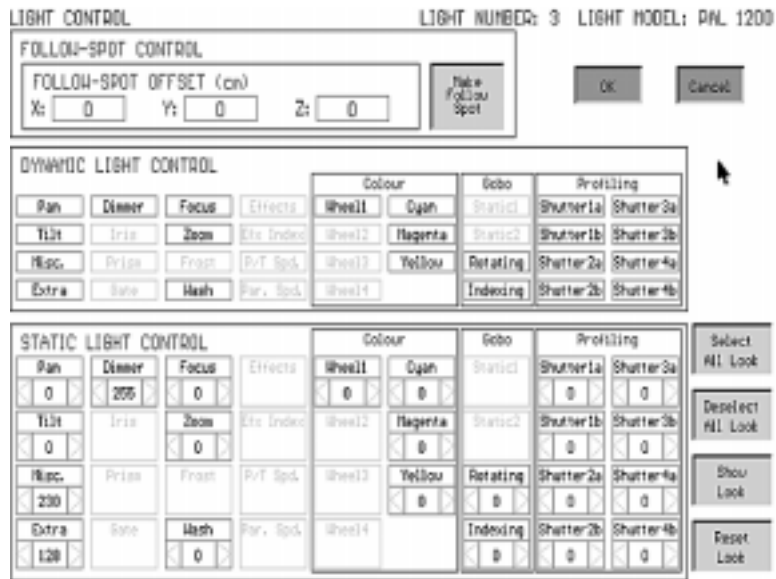 LIGHT CONTROL LIGHT NUMBER: 3 LIGHT MODEL: PAL 1200
FOLLOW-SPOT CONTROL
FOLLOW-SPOT OFFSET (cm)
X: 0 Y: 0 Z: 0
Make Follow Spot
OK
Cancel
DYNAMIC LIGHT CONTROL
Colour Gobo Profiling
Pan Dimmer Focus Effects Wheel1 Cyan Static1 Shutter1a Shutter3a
Tilt Iris Zoom Efx Index Wheel2 Magenta Static2 Shutter1b Shutter3b
Misc. Prism Frost P/T Spd. Wheel3 Yellow Rotating Shutter2a Shutter4a
Extra Gate Wash Par. Spd. Wheel4 Indexing Shutter2b Shutter4b
STATIC LIGHT CONTROL
Colour Gobo Profiling
Pan Dimmer Focus Effects Wheel1 Cyan Static1 Shutter1a Shutter3a
0 255 0 0 0 0 0
Tilt Iris Zoom Efx Index Wheel2 Magenta Static2 Shutter1b Shutter3b
0 0 0 0 0
Misc. Prism Frost P/T Spd. Wheel3 Yellow Rotating Shutter2a Shutter4a
230 0 0 0 0
Extra Gate Wash Par. Spd. Wheel4 Indexing Shutter2b Shutter4b
128 0 0 0 0
Select All Look
Deselect All Look
Show Look
Reset Look